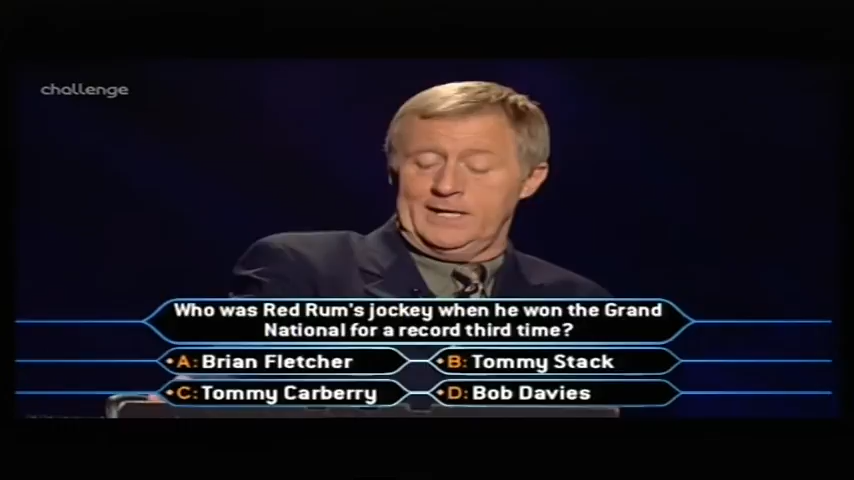 challenge
Who was Red Rum's jockey when he won the Grand
National for a record third time?
A: Brian Fletcher
B: Tommy Stack
C: Tommy Carberry
D: Bob Davies